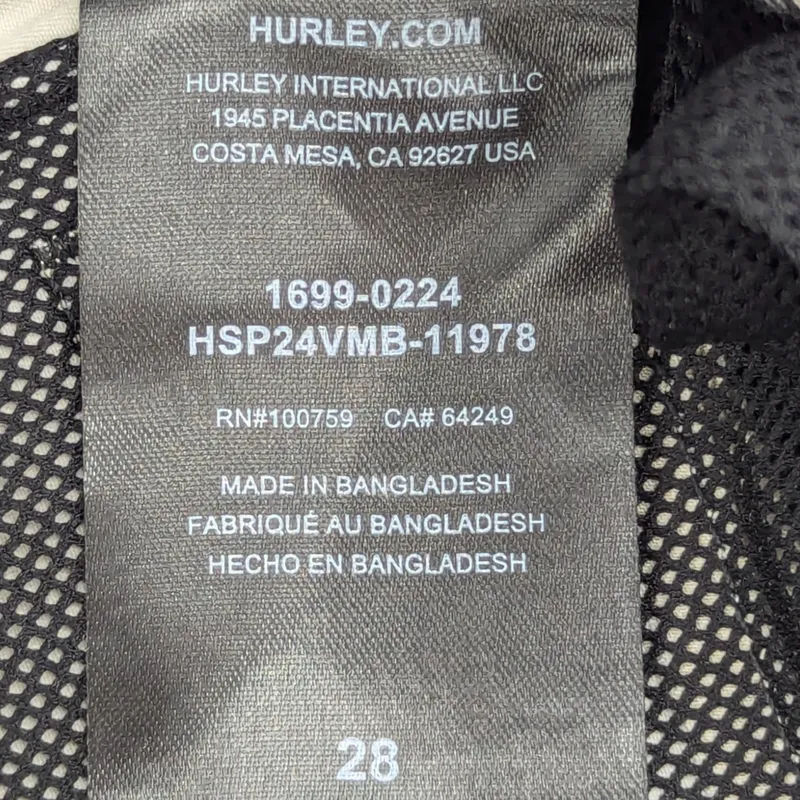 HURLEY.COM
HURLEY INTERNATIONAL LLC
1945 PLACENTIA AVENUE
COSTA MESA, CA 92627 USA
1699-0224
HSP24VMB-11978
RN#100759 CA# 64249
MADE IN BANGLADESH
FABRIQUÉ AU BANGLADESH
HECHO EN BANGLADESH
28